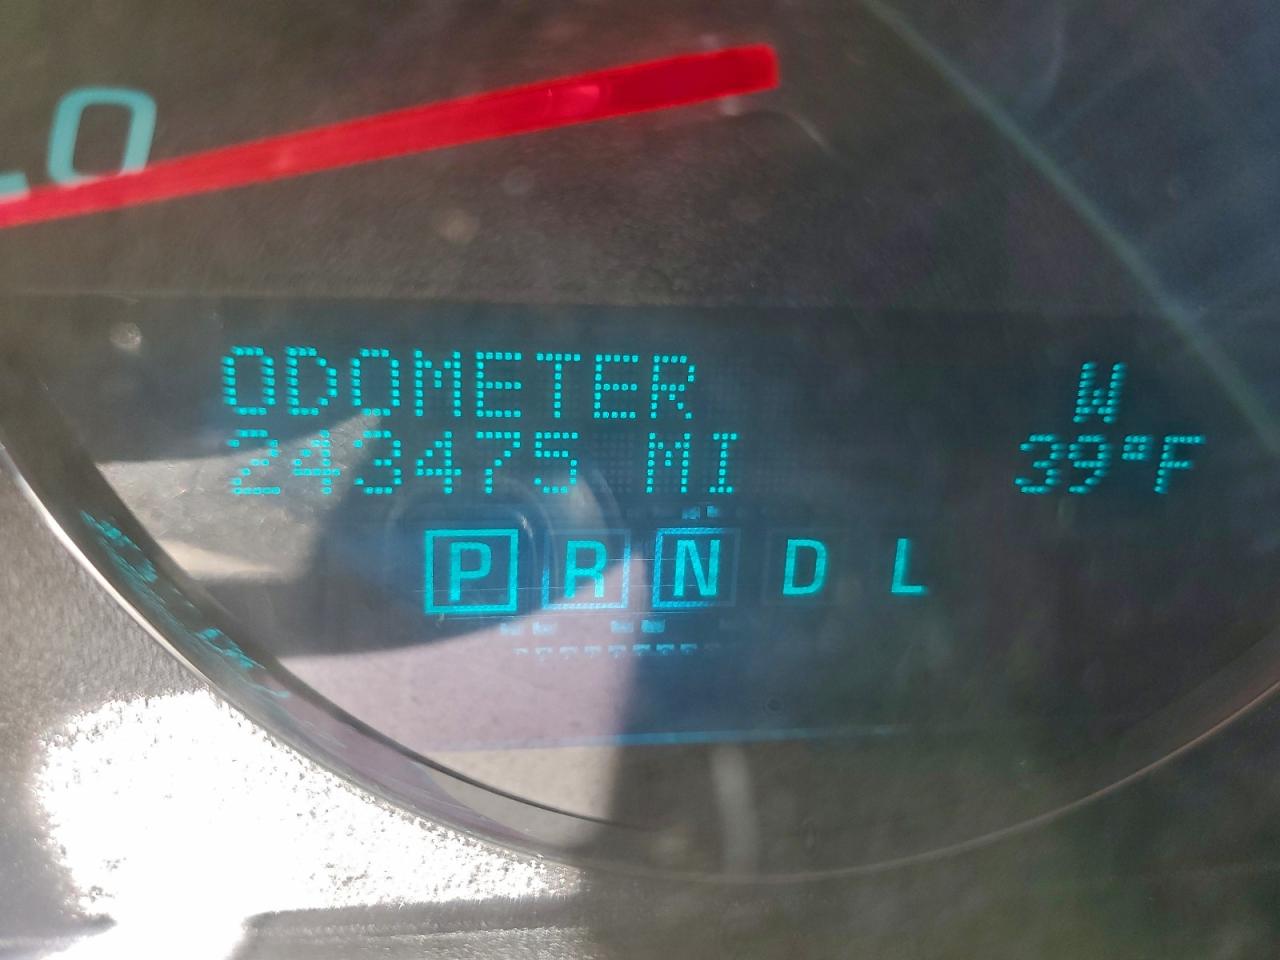 ODOMETER W
243475 MI 39°F
P R N D L